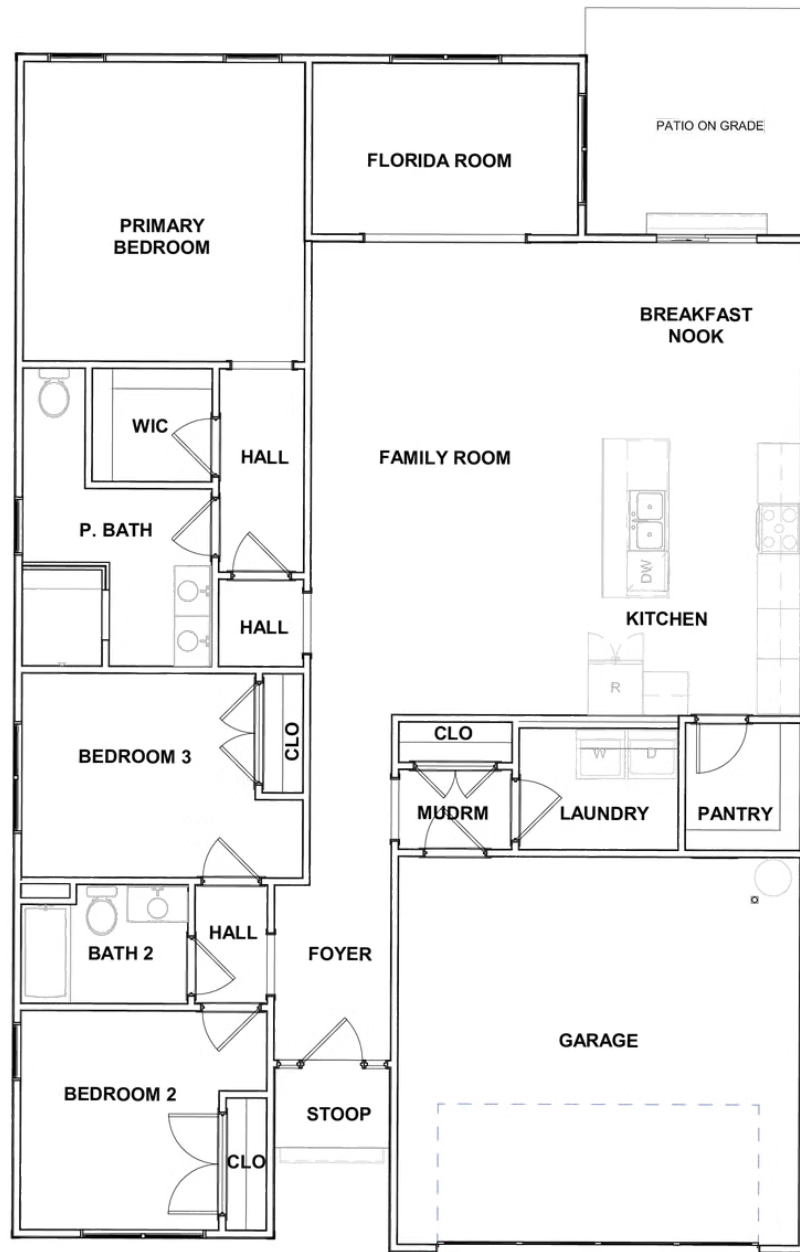 PATIO ON GRADE
FLORIDA ROOM
PRIMARY
BEDROOM
BREAKFAST
NOOK
WIC
HALL
FAMILY ROOM
P. BATH
DW
HALL
KITCHEN
R
CLO
BEDROOM 3
CLO
W
D
MUDRM
LAUNDRY
PANTRY
HALL
BATH 2
FOYER
GARAGE
BEDROOM 2
STOOP
CLO